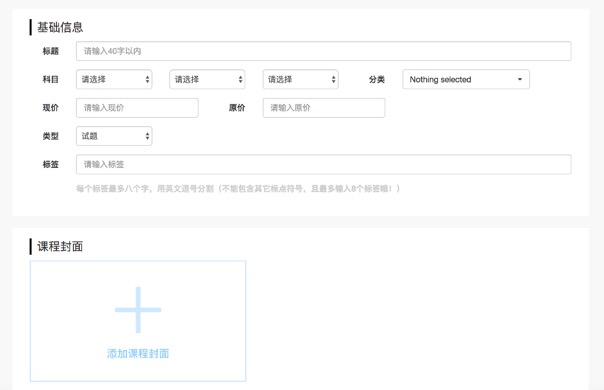 基础信息
标题 请输入40字以内
科目 请选择 请选择 请选择 分类 Nothing selected
现价 请输入现价 原价 请输入原价
类型 试题
标签 请输入标签
每个标签最多八个字，用英文逗号分割（不能包含其它标点符号，且最多输入8个标签哦！）
课程封面
添加课程封面